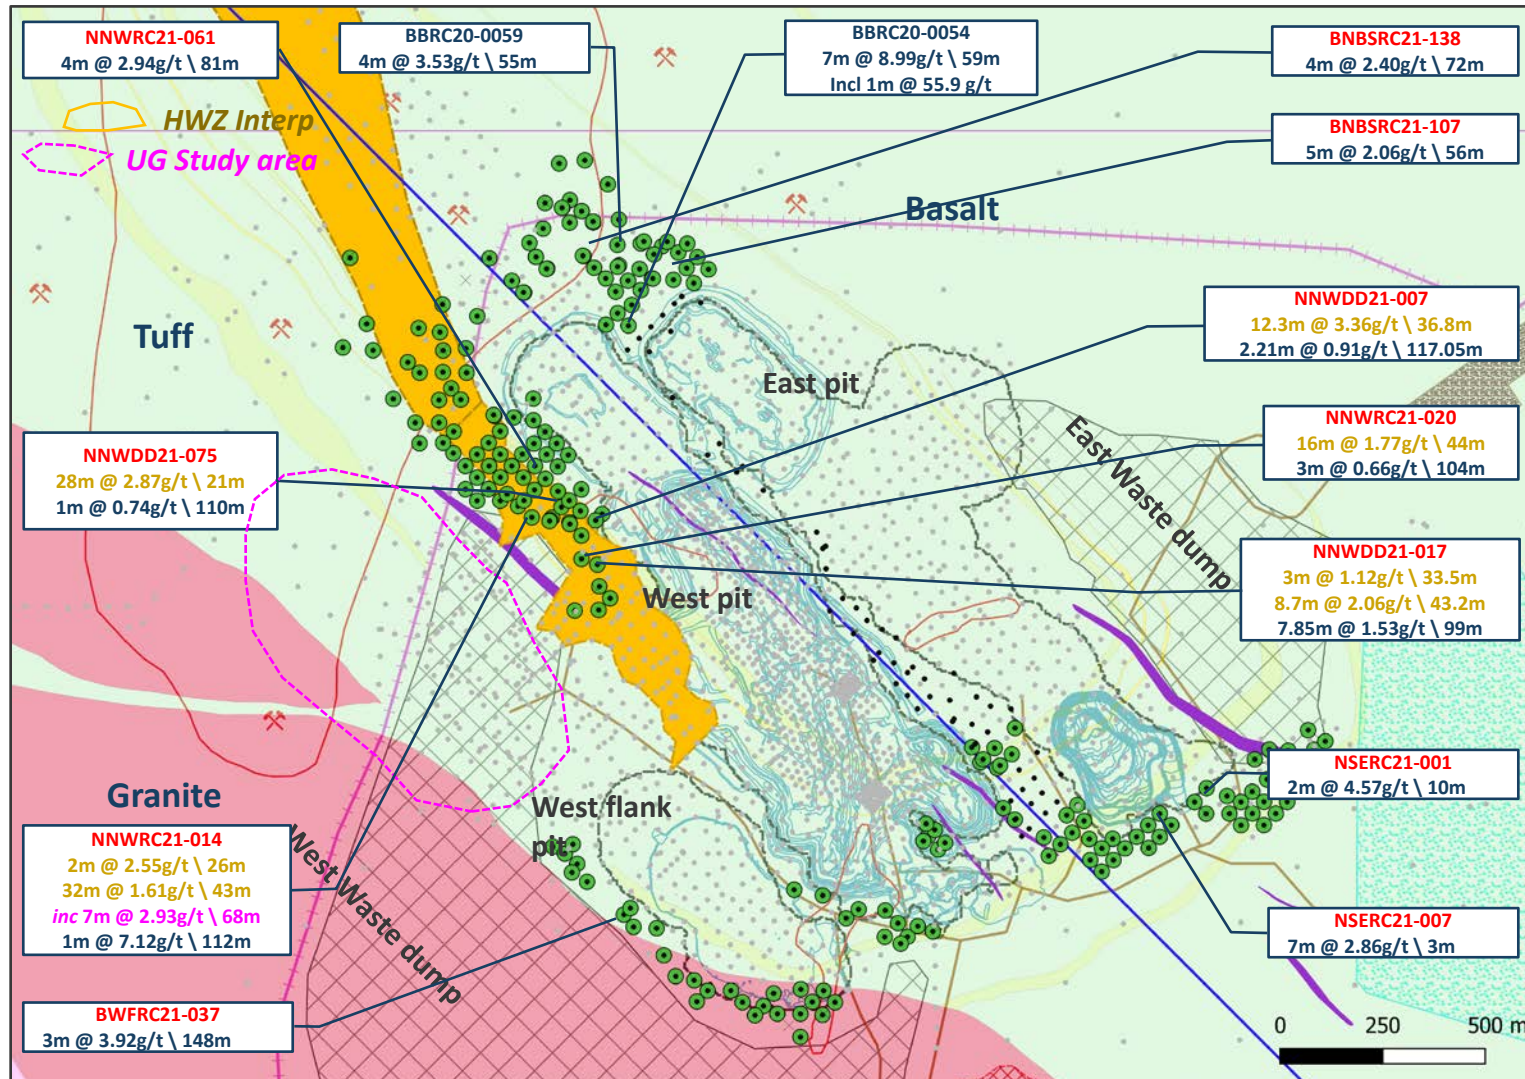 NNWRC21-061
4m @ 2.94g/t \ 81m
BBRC20-0059
4m @ 3.53g/t \ 55m
BBRC20-0054
7m @ 8.99g/t \ 59m
Incl 1m @ 55.9 g/t
BNBSRC21-138
4m @ 2.40g/t \ 72m
BNBSRC21-107
5m @ 2.06g/t \ 56m
HWZ Interp
UG Study area
Basalt
Tuff
NNWDD21-007
12.3m @ 3.36g/t \ 36.8m
2.21m @ 0.91g/t \ 117.05m
East pit
NNWRC21-020
16m @ 1.77g/t \ 44m
3m @ 0.66g/t \ 104m
NNWDD21-075
28m @ 2.87g/t \ 21m
1m @ 0.74g/t \ 110m
East Waste dump
NNWDD21-017
3m @ 1.12g/t \ 33.5m
8.7m @ 2.06g/t \ 43.2m
7.85m @ 1.53g/t \ 99m
West pit
NSERC21-001
2m @ 4.57g/t \ 10m
Granite
West flank
pit
NNWRC21-014
2m @ 2.55g/t \ 26m
32m @ 1.61g/t \ 43m
inc 7m @ 2.93g/t \ 68m
1m @ 7.12g/t \ 112m
West Waste dump
NSERC21-007
7m @ 2.86g/t \ 3m
BWFRC21-037
3m @ 3.92g/t \ 148m
0 250 500 m